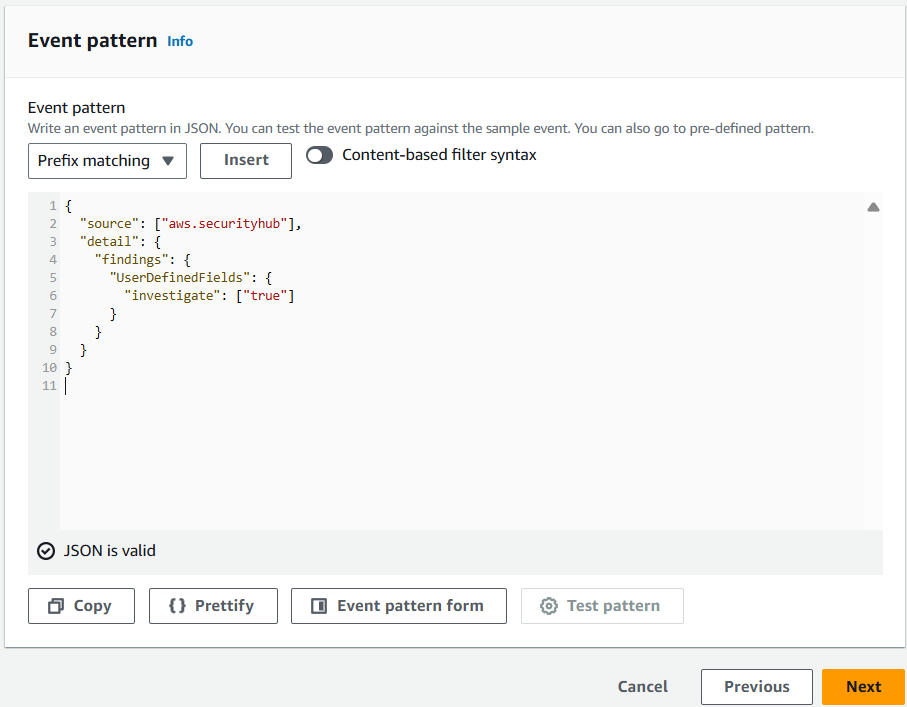 Event pattern Info
Event pattern
Write an event pattern in JSON. You can test the event pattern against the sample event. You can also go to pre-defined pattern.
Prefix matching Insert Content-based filter syntax
1 {
2   "source": ["aws.securityhub"],
3   "detail": {
4     "findings": {
5       "UserDefinedFields": {
6         "investigate": ["true"]
7       }
8     }
9   }
10 }
11
JSON is valid
Copy {} Prettify Event pattern form Test pattern
Cancel Previous Next